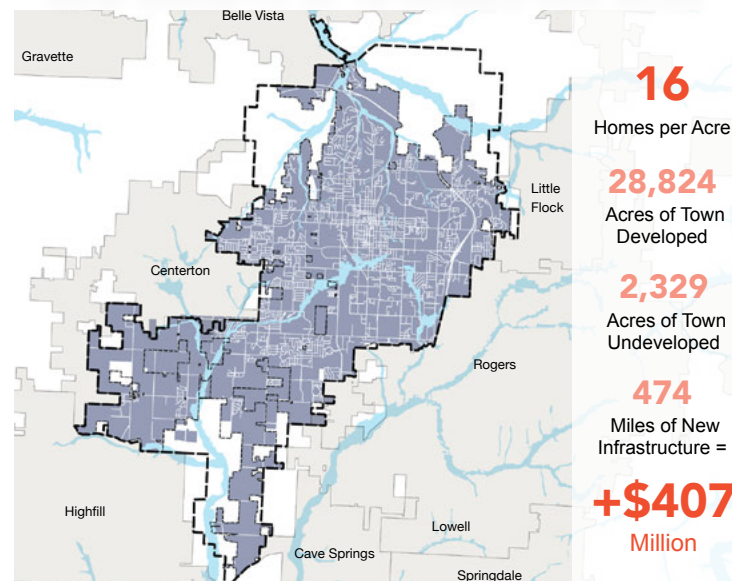 Belle Vista
Gravette
Little
Flock
Centerton
Rogers
Highfill
Lowell
Cave Springs
Springdale
16
Homes per Acre
28,824
Acres of Town
Developed
2,329
Acres of Town
Undeveloped
474
Miles of New
Infrastructure =
+$407
Million